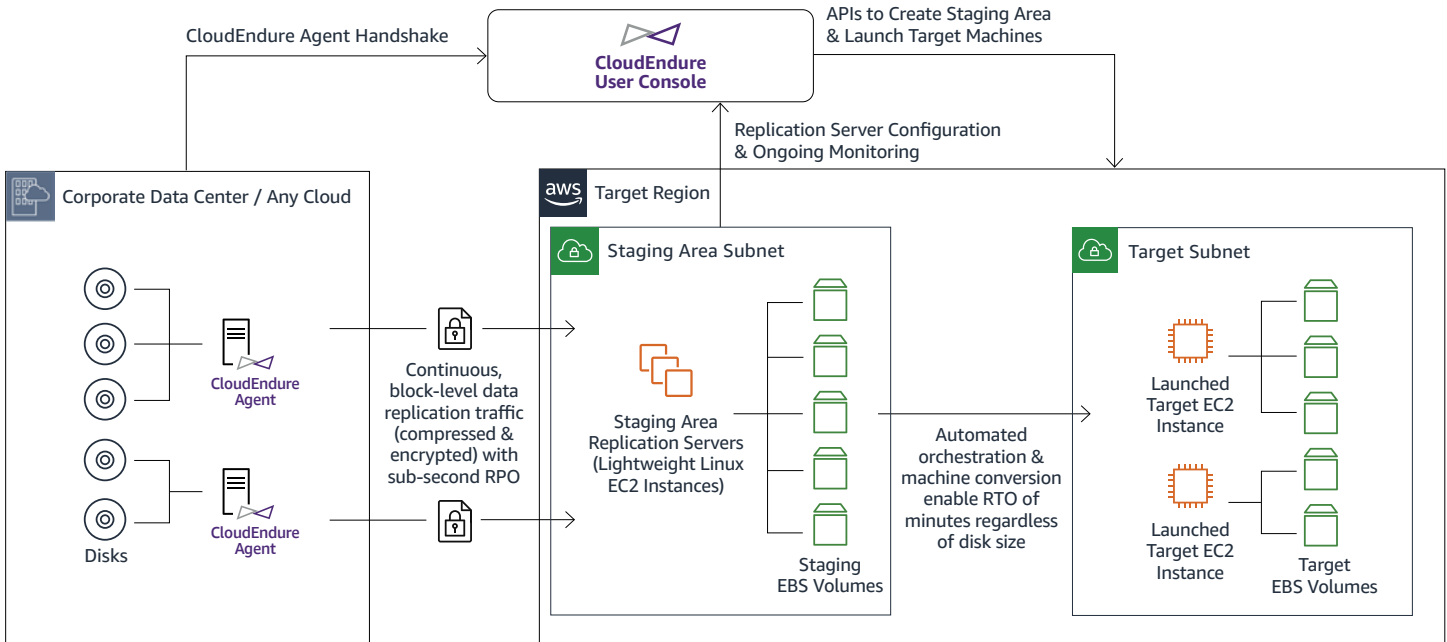 CloudEndure Agent Handshake
CloudEndure
User Console
APIs to Create Staging Area
& Launch Target Machines
Replication Server Configuration
& Ongoing Monitoring
Corporate Data Center / Any Cloud
aws
Target Region
Staging Area Subnet
Target Subnet
CloudEndure
Agent
CloudEndure
Agent
Disks
Continuous,
block-level data
replication traffic
(compressed &
encrypted) with
sub-second RPO
Staging Area
Replication Servers
(Lightweight Linux
EC2 Instances)
Staging
EBS Volumes
Automated
orchestration &
machine conversion
enable RTO of
minutes regardless
of disk size
Launched
Target EC2
Instance
Launched
Target EC2
Instance
Target
EBS Volumes